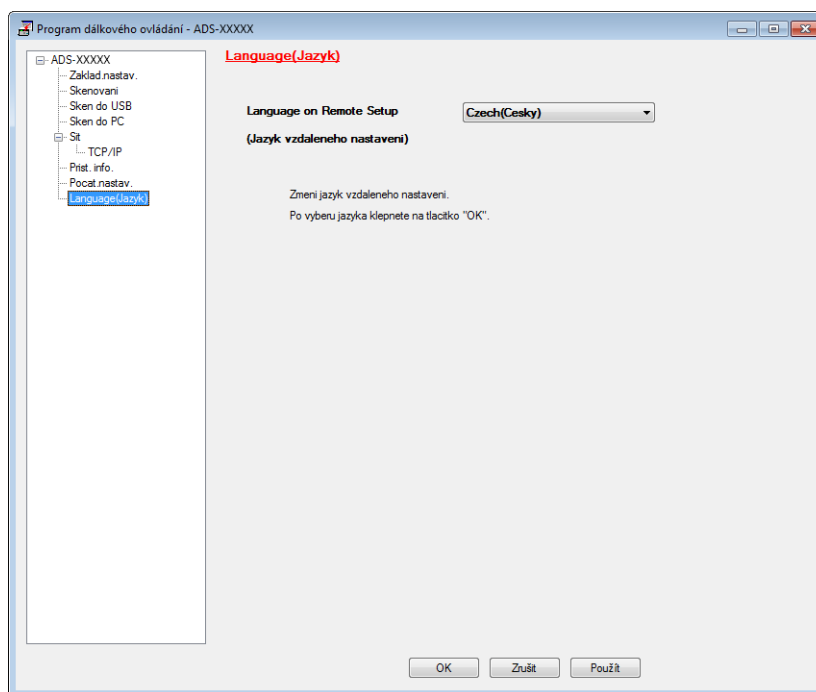 Program dálkového ovládání - ADS-XXXXX
ADS-XXXXX
Zaklad.nastav.
Skenovani
Sken do USB
Sken do PC
Sit
TCP/IP
Prist. info.
Pocat.nastav.
Language(Jazyk)
Language(Jazyk)
Language on Remote Setup
Czech(Cesky)
(Jazyk vzdaleneho nastaveni)
Zmeni jazyk vzdaleneho nastaveni.
Po vyberu jazyka klepnete na tlacitko "OK".
OK
Zrušit
Použít